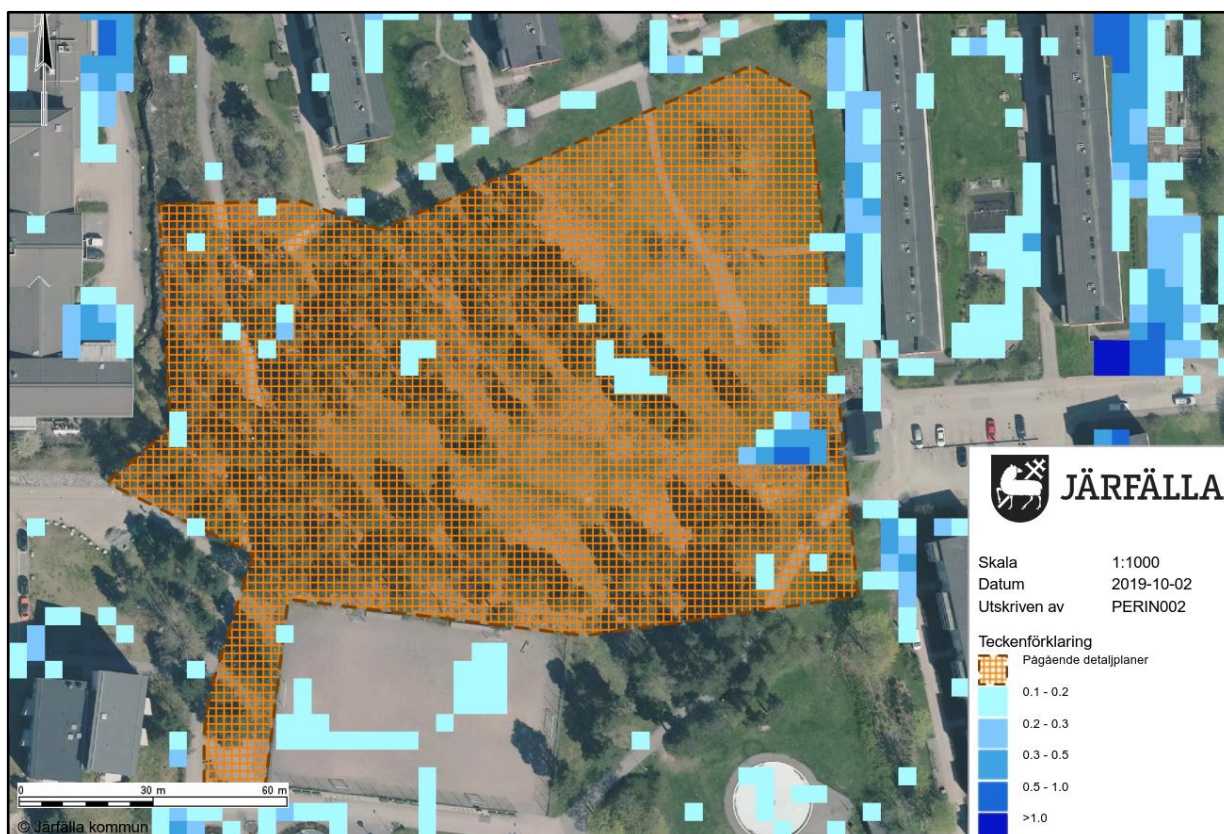 JÄRFÄLLA
Skala 1:1000
Datum 2019-10-02
Utskriven av PERIN002
Teckenförklaring
Pågående detaljplaner
0.1 - 0.2
0.2 - 0.3
0.3 - 0.5
0.5 - 1.0
>1.0
0 30 m 60 m
© Järfälla kommun